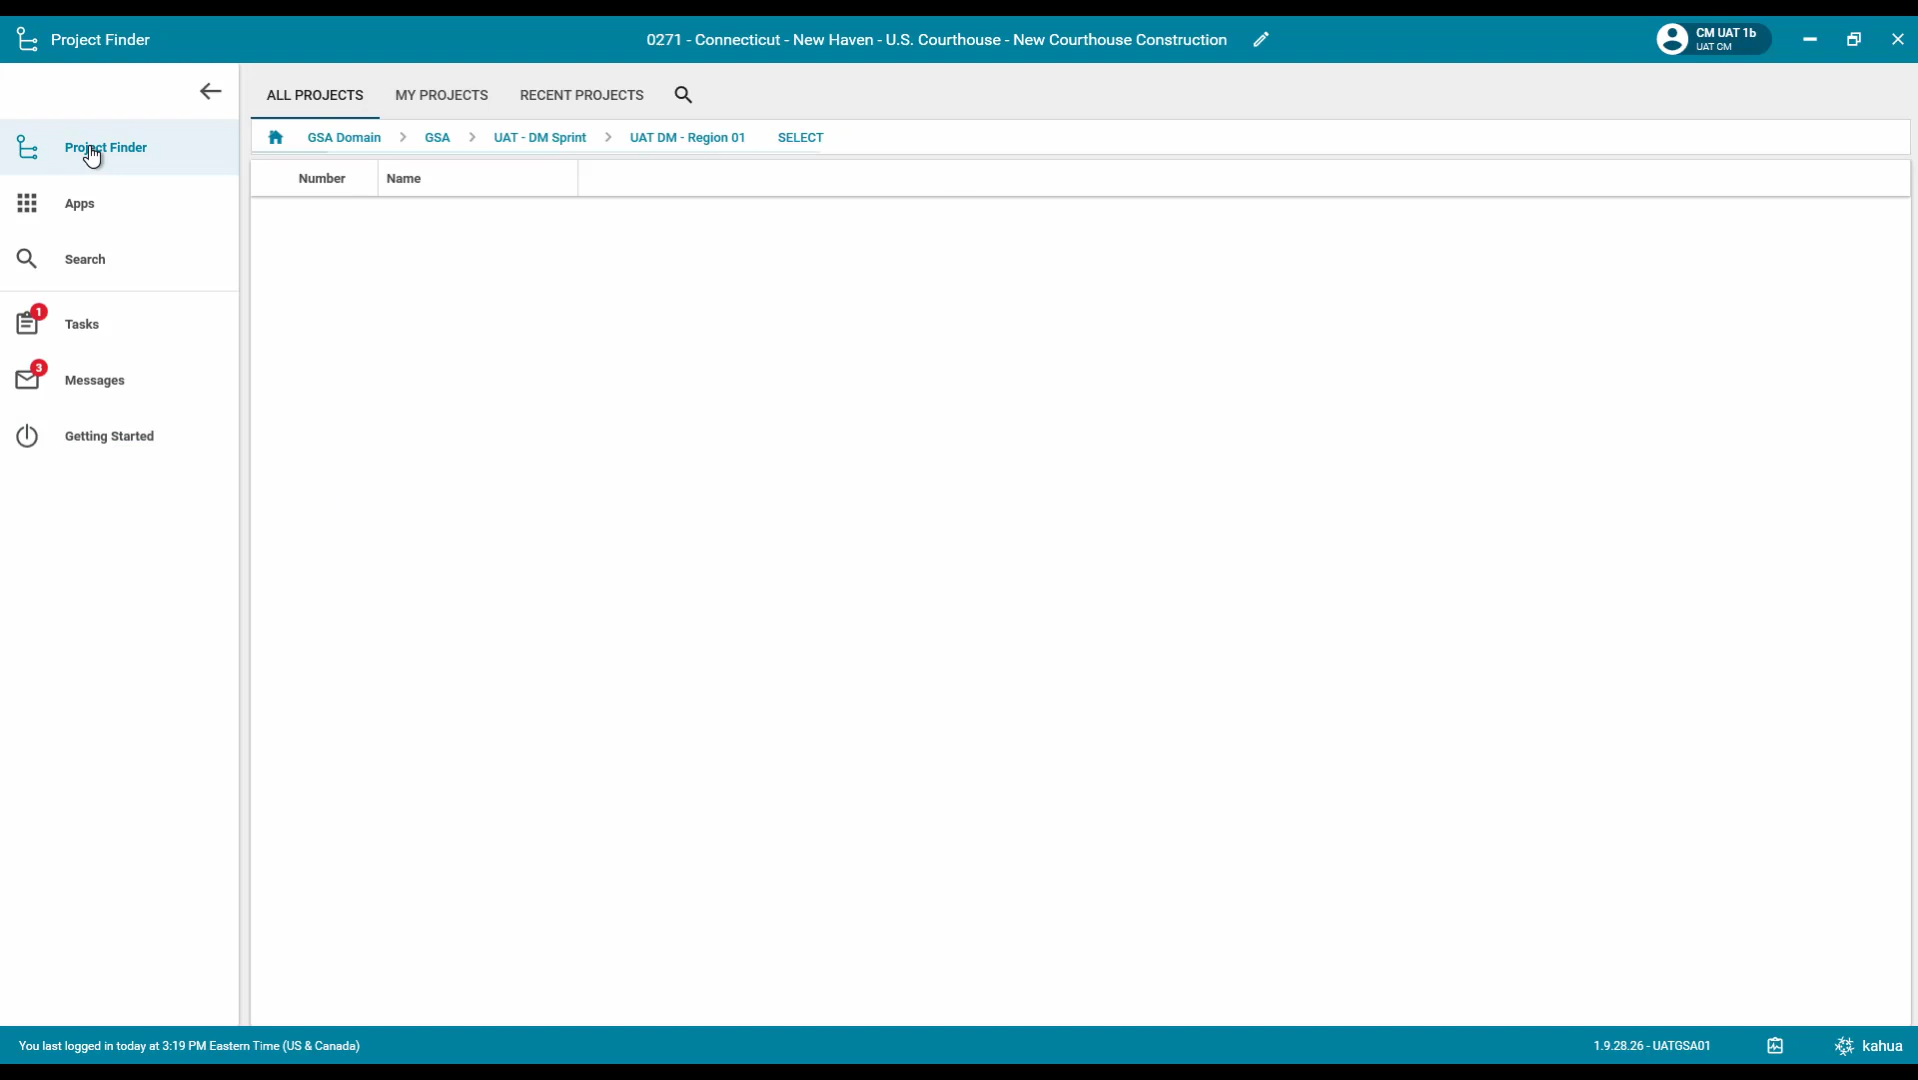 Project Finder
0271 - Connecticut - New Haven - U.S. Courthouse - New Courthouse Construction
CM UAT 1b
UAT CM
ALL PROJECTS MY PROJECTS RECENT PROJECTS
GSA Domain > GSA > UAT - DM Sprint > UAT DM - Region 01 SELECT
Number Name
Project Finder
Apps
Search
1
Tasks
3
Messages
Getting Started
You last logged in today at 3:19 PM Eastern Time (US & Canada)
1.9.28.26 - UATGSA01
kahua